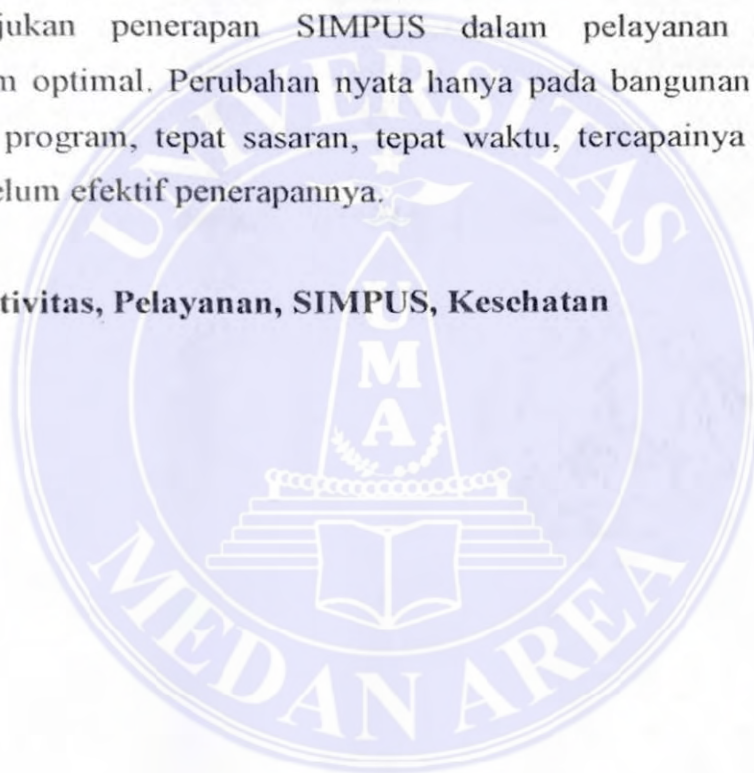 jukan penerapan SIMPUS dalam pelayanan
optimal. Perubahan nyata hanya pada bangunan
program, tepat sasaran, tepat waktu, tercapainya
elum efektif penerapannya.
tivitas, Pelayanan, SIMPUS, Kesehatan
UNIVERSITAS
UMA
MEDAN AREA